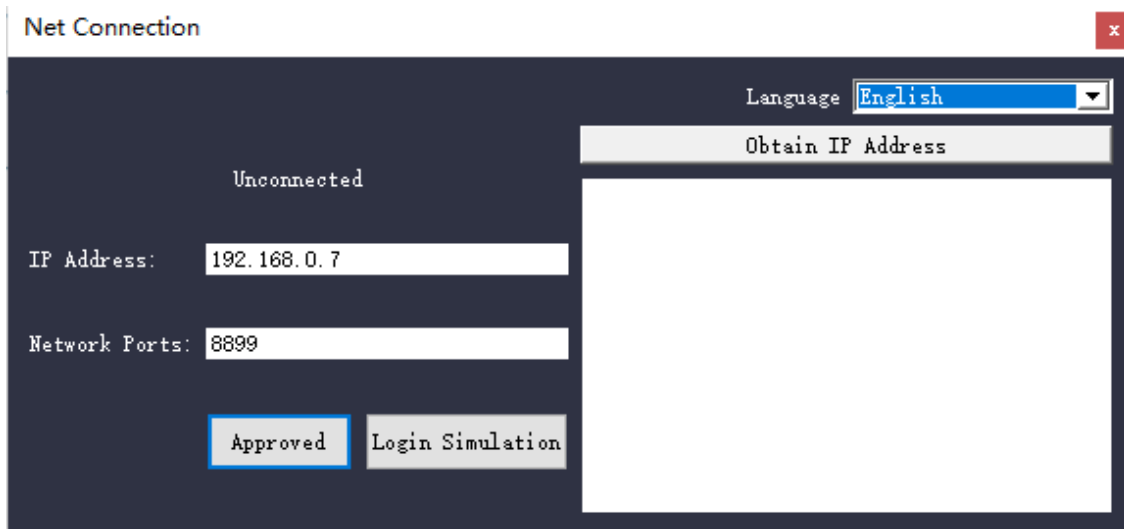 Net Connection
x
Language English
Obtain IP Address
Unconnected
IP Address: 192.168.0.7
Network Ports: 8899
Approved Login Simulation